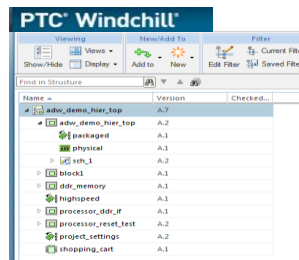 PTC® Windchill®
Viewing New/Add To Filter
Show/Hide Views Display Add to New Edit Filter Current Filt Saved Filte
Find in Structure
Name Version Checked...
adw_demo_hier_top A.7
adw_demo_hier_top A.2
packaged A.1
physical A.1
sch_1 A.2
block1 A.1
ddr_memory A.1
highspeed A.1
processor_ddr_if A.1
processor_reset_test A.2
project_settings A.2
shopping_cart A.1